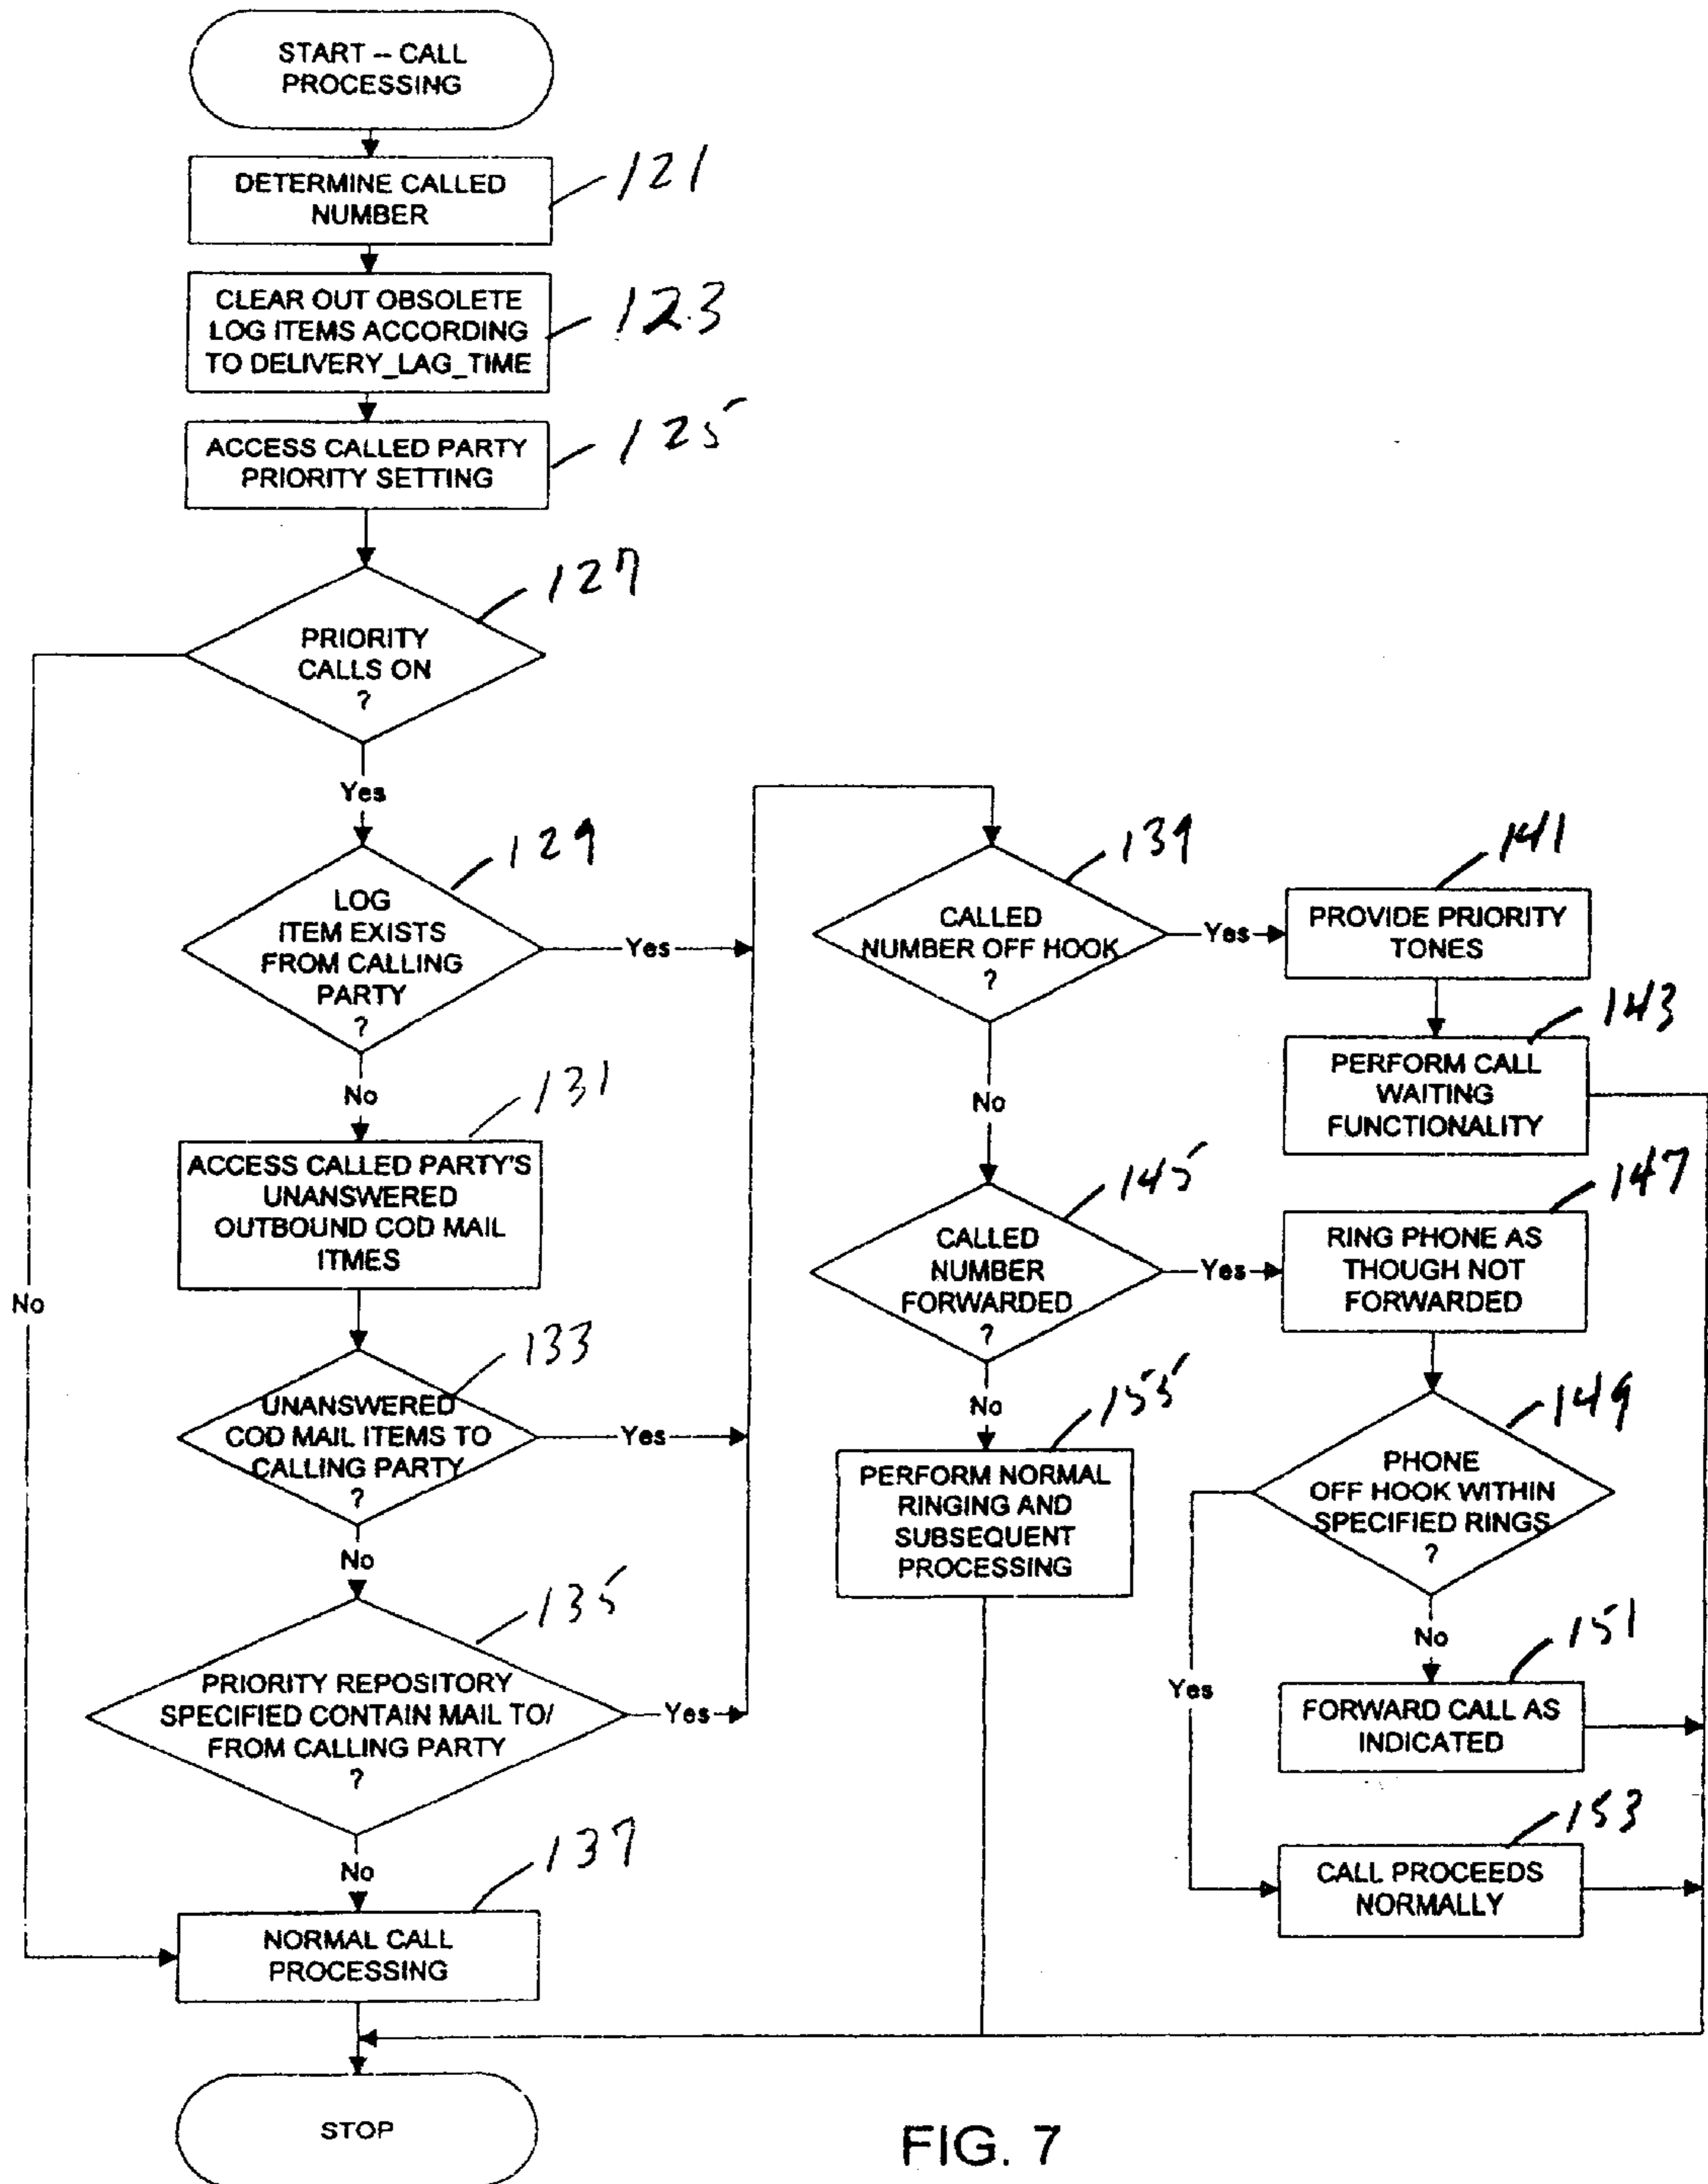 START -- CALL
PROCESSING
DETERMINE CALLED
NUMBER
121
CLEAR OUT OBSOLETE
LOG ITEMS ACCORDING
TO DELIVERY_LAG_TIME
123
ACCESS CALLED PARTY
PRIORITY SETTING
125
PRIORITY
CALLS ON
?
127
Yes
No
LOG
ITEM EXISTS
FROM CALLING
PARTY
?
129
Yes
No
ACCESS CALLED PARTY'S
UNANSWERED
OUTBOUND COD MAIL
ITMES
131
UNANSWERED
COD MAIL ITEMS TO
CALLING PARTY
?
133
Yes
No
PRIORITY REPOSITORY
SPECIFIED CONTAIN MAIL TO/
FROM CALLING PARTY
?
135
Yes
No
NORMAL CALL
PROCESSING
137
STOP
CALLED
NUMBER OFF HOOK
?
139
Yes
No
PROVIDE PRIORITY
TONES
141
PERFORM CALL
WAITING
FUNCTIONALITY
143
CALLED
NUMBER
FORWARDED
?
145
Yes
No
RING PHONE AS
THOUGH NOT
FORWARDED
147
PERFORM NORMAL
RINGING AND
SUBSEQUENT
PROCESSING
155
PHONE
OFF HOOK WITHIN
SPECIFIED RINGS
?
149
Yes
No
FORWARD CALL AS
INDICATED
151
CALL PROCEEDS
NORMALLY
153
FIG. 7